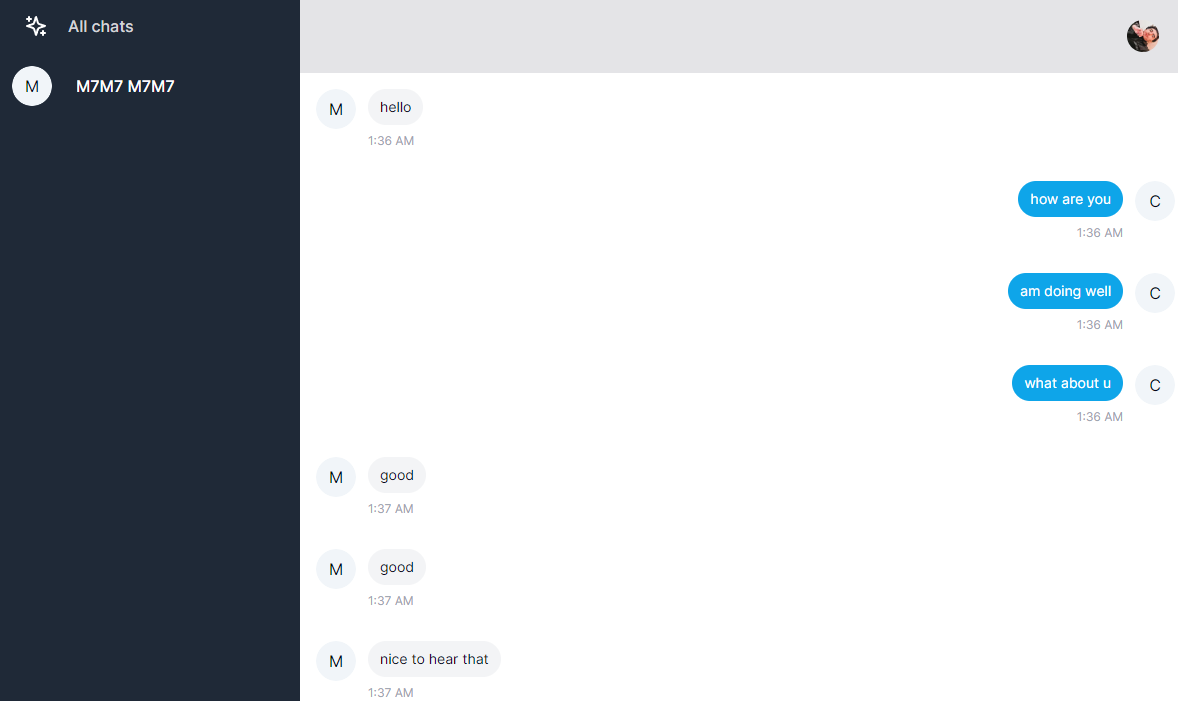 All chats
M
M7M7 M7M7
M
hello
1:36 AM
how are you
C
1:36 AM
am doing well
C
1:36 AM
what about u
C
1:36 AM
M
good
1:37 AM
M
good
1:37 AM
M
nice to hear that
1:37 AM